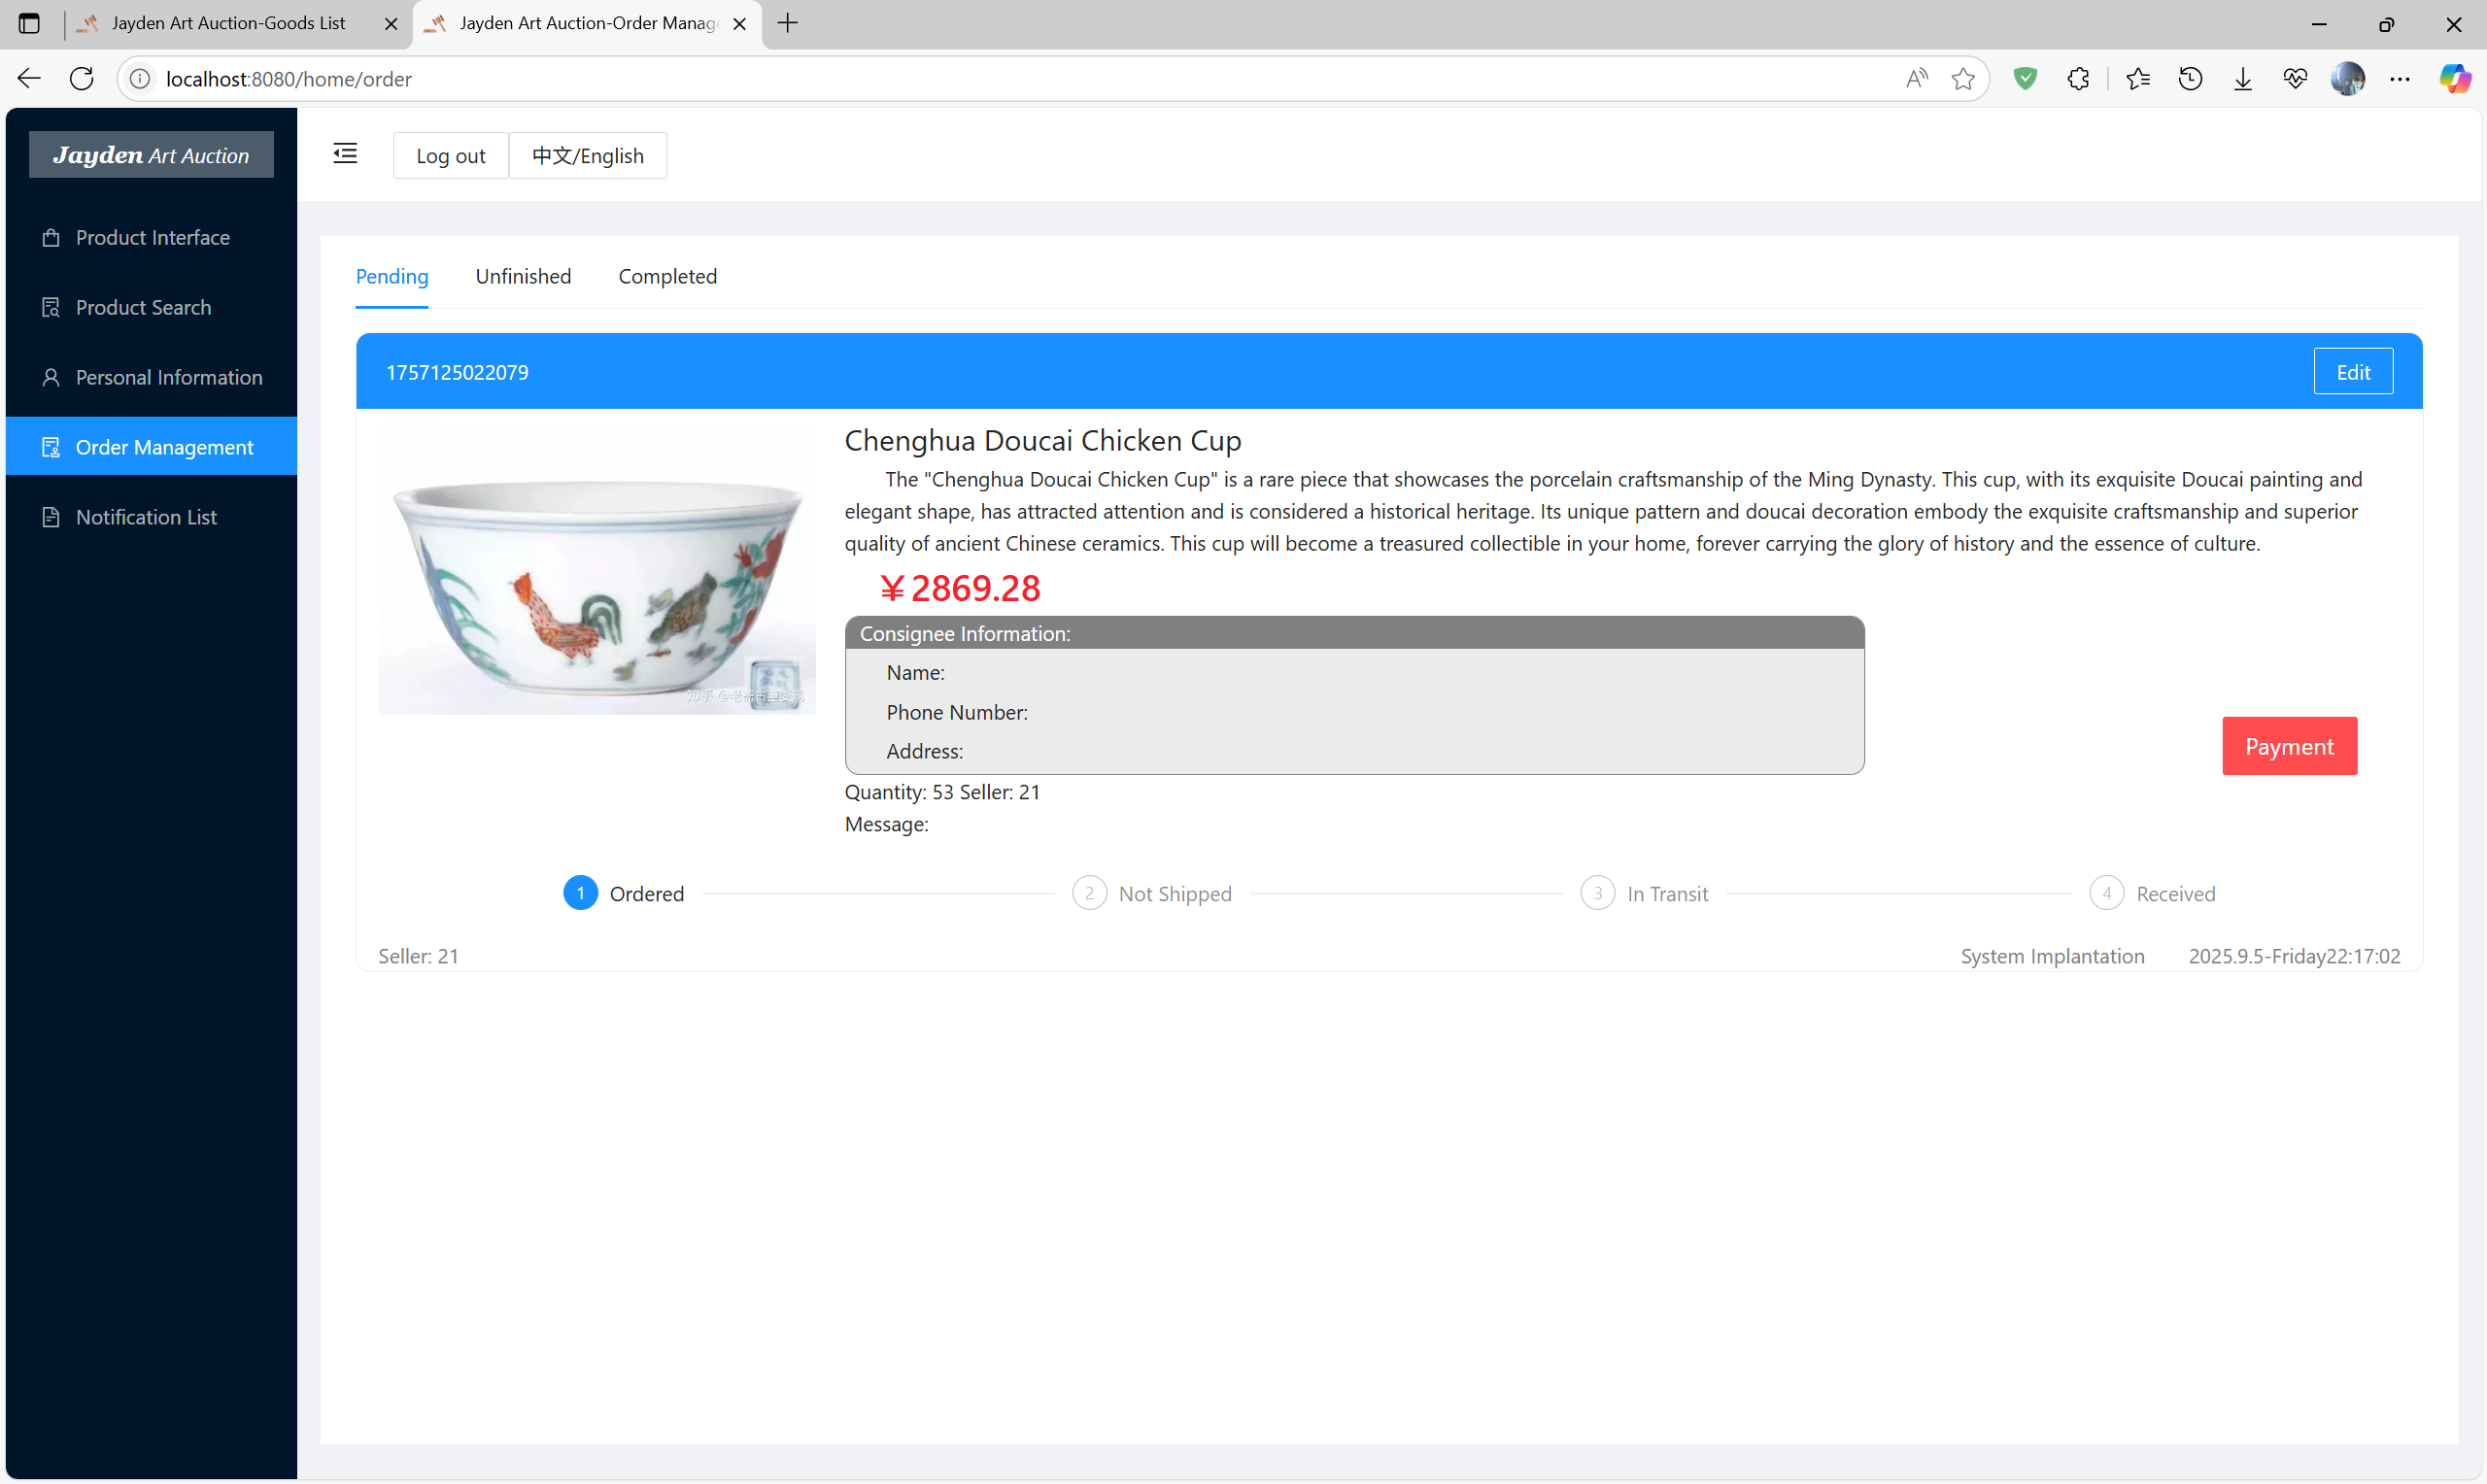 Jayden Art Auction-Goods List
Jayden Art Auction-Order Manag
localhost:8080/home/order
Jayden Art Auction
Log out
中文/English
Product Interface
Product Search
Personal Information
Order Management
Notification List
Pending
Unfinished
Completed
1757125022079
Edit
Chenghua Doucai Chicken Cup
The "Chenghua Doucai Chicken Cup" is a rare piece that showcases the porcelain craftsmanship of the Ming Dynasty. This cup, with its exquisite Doucai painting and
elegant shape, has attracted attention and is considered a historical heritage. Its unique pattern and doucai decoration embody the exquisite craftsmanship and superior
quality of ancient Chinese ceramics. This cup will become a treasured collectible in your home, forever carrying the glory of history and the essence of culture.
¥2869.28
Consignee Information:
Name:
Phone Number:
Address:
Payment
Quantity: 53 Seller: 21
Message:
1 Ordered
2 Not Shipped
3 In Transit
4 Received
Seller: 21
System Implantation
2025.9.5-Friday22:17:02
知乎